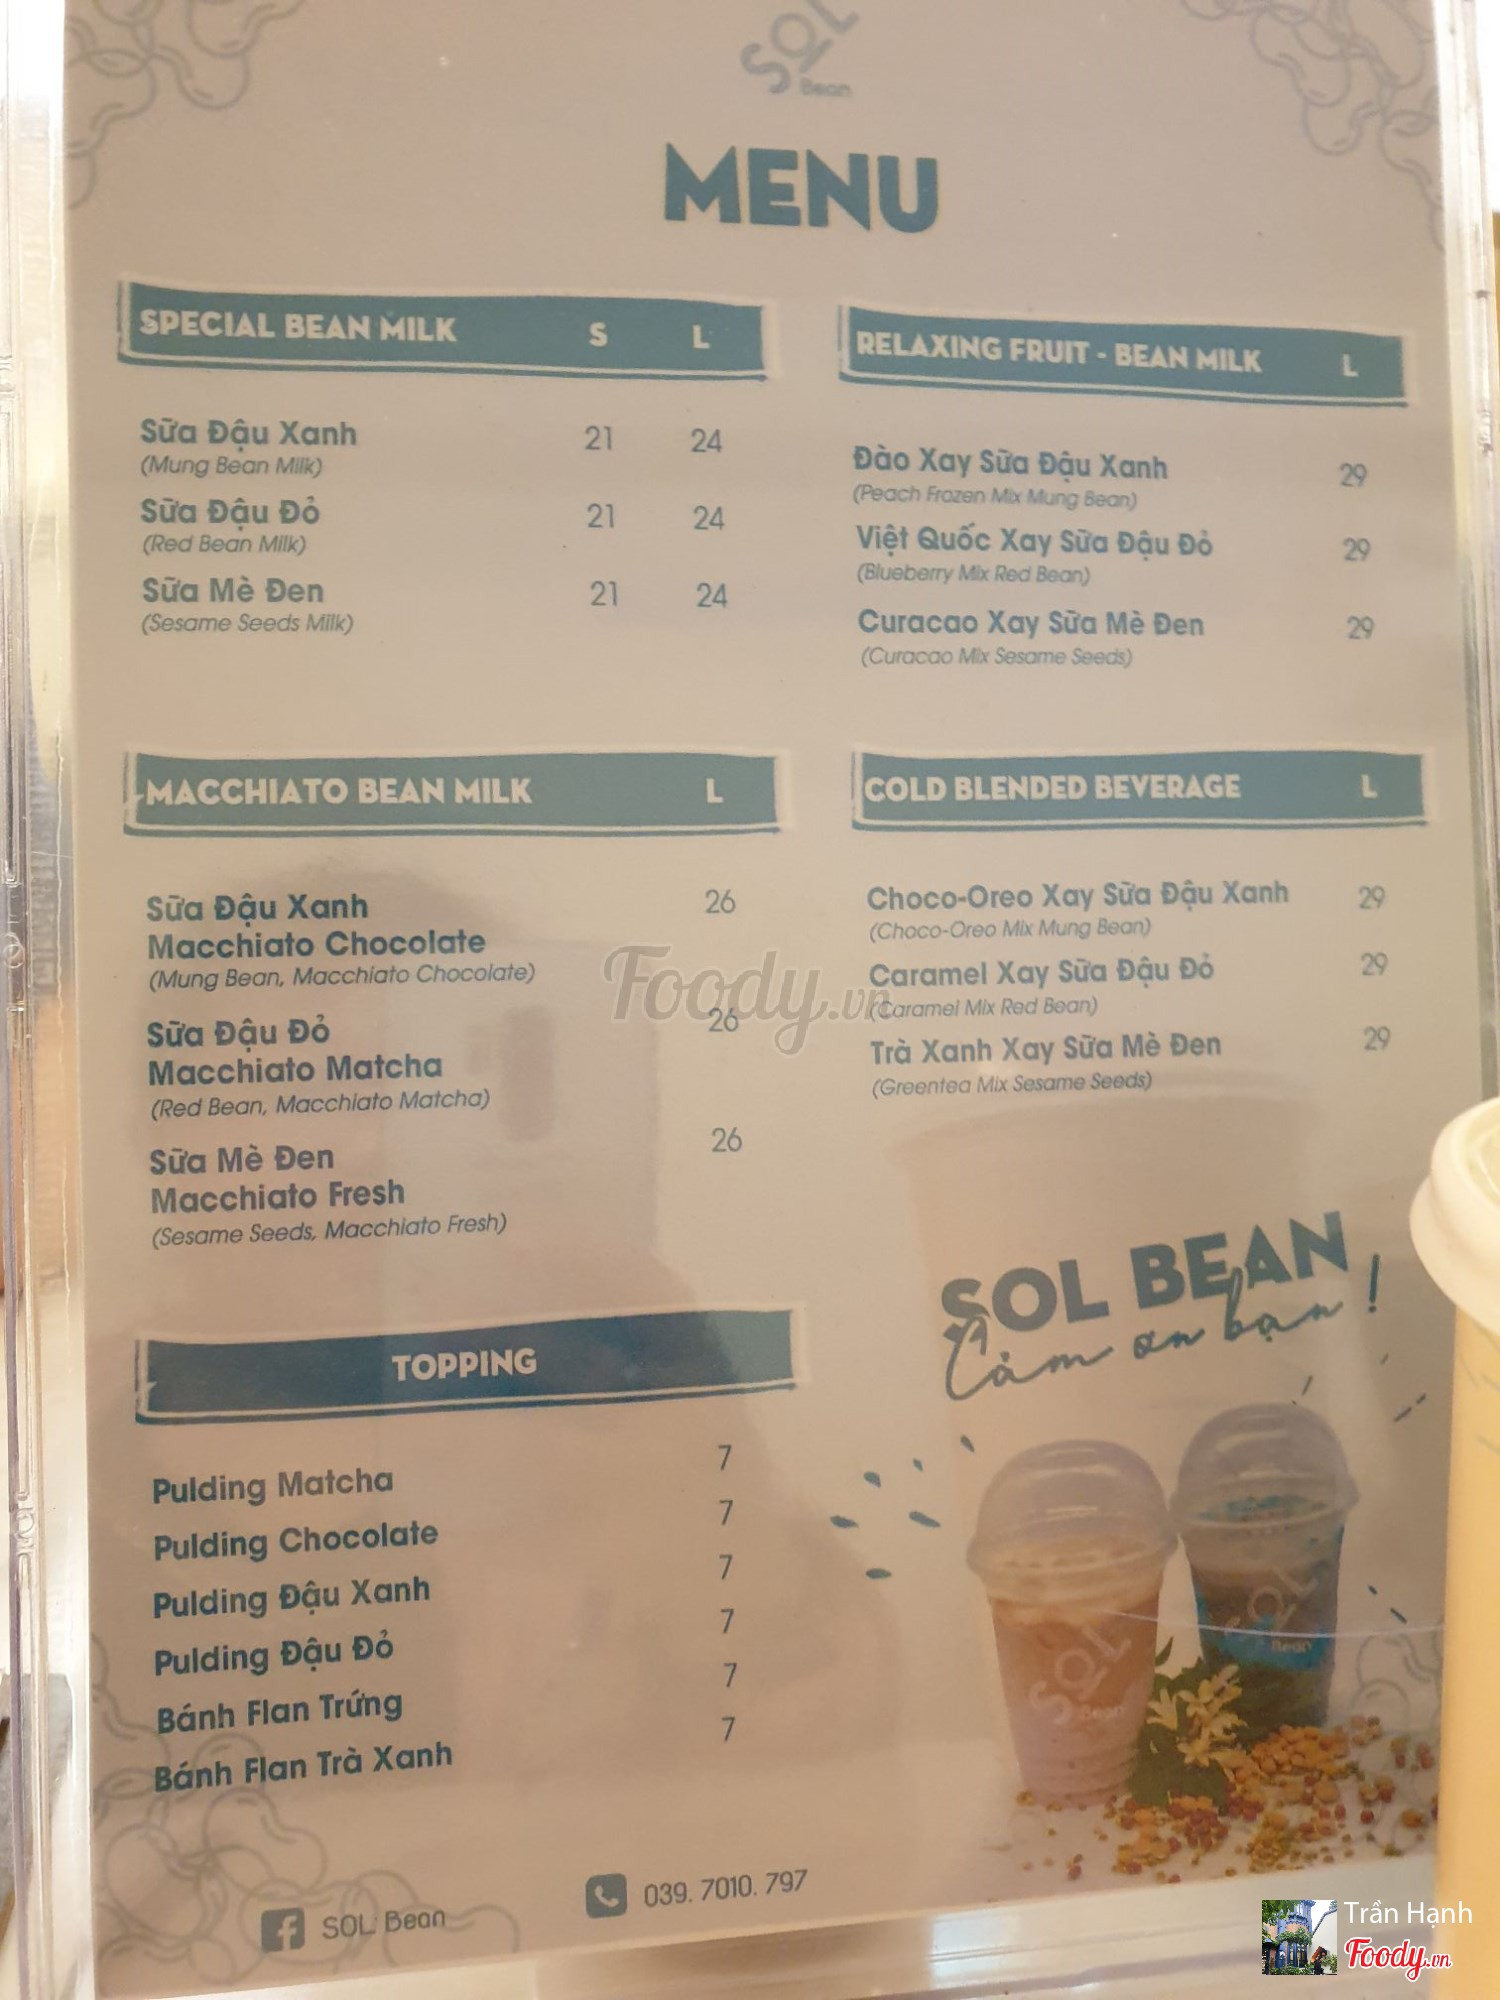 SOL
Bean
MENU
SPECIAL BEAN MILK S L
Sữa Đậu Xanh 21 24
(Mung Bean Milk)
Sữa Đậu Đỏ 21 24
(Red Bean Milk)
Sữa Mè Đen 21 24
(Sesame Seeds Milk)
RELAXING FRUIT - BEAN MILK L
Đào Xay Sữa Đậu Xanh 29
(Peach Frozen Mix Mung Bean)
Việt Quốc Xay Sữa Đậu Đỏ 29
(Blueberry Mix Red Bean)
Curacao Xay Sữa Mè Đen 29
(Curacao Mix Sesame Seeds)
MACCHIATO BEAN MILK L
Sữa Đậu Xanh 26
Macchiato Chocolate
(Mung Bean, Macchiato Chocolate)
Sữa Đậu Đỏ 26
Macchiato Matcha
(Red Bean, Macchiato Matcha)
Sữa Mè Đen 26
Macchiato Fresh
(Sesame Seeds, Macchiato Fresh)
COLD BLENDED BEVERAGE L
Choco-Oreo Xay Sữa Đậu Xanh 29
(Choco-Oreo Mix Mung Bean)
Caramel Xay Sữa Đậu Đỏ 29
(Caramel Mix Red Bean)
Trà Xanh Xay Sữa Mè Đen 29
(Greentea Mix Sesame Seeds)
Foody.vn
TOPPING
Pulding Matcha 7
Pulding Chocolate 7
Pulding Đậu Xanh 7
Pulding Đậu Đỏ 7
Bánh Flan Trứng 7
Bánh Flan Trà Xanh 7
SOL BEAN
Cảm ơn bạn!
SOL
Bean
SOL
Bean
SOL Bean
039. 7010. 797
Trần Hạnh
Foody.vn